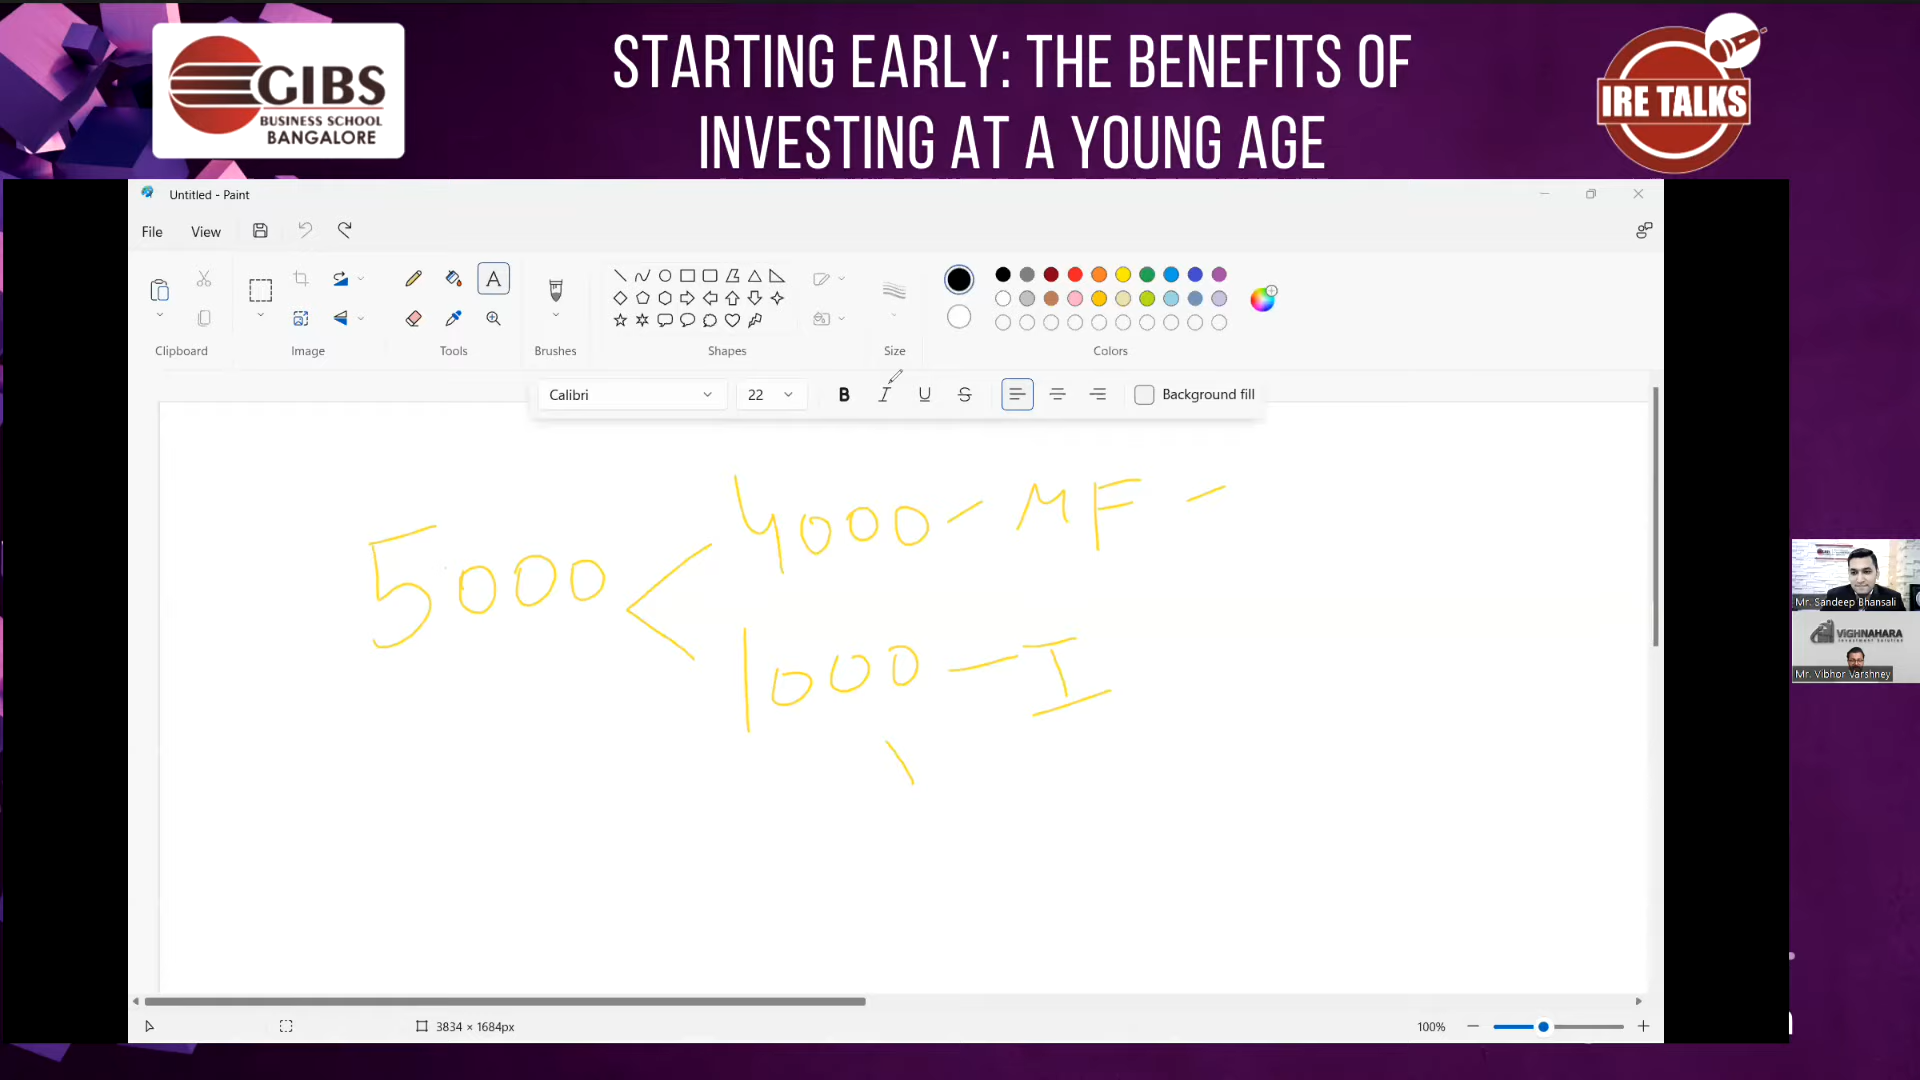 GIBS
BUSINESS SCHOOL
BANGALORE
STARTING EARLY: THE BENEFITS OF
INVESTING AT A YOUNG AGE
IRE TALKS
Untitled - Paint
File View
Clipboard Image Tools Brushes Shapes Size Colors
Calibri 22 B I U S Background fill
4000 - MF -
5000
1000 - I
Mr. Sandeep Bhansali
VIGHNAHARA
Investment Solution
Mr. Vibhor Varshney
3834 × 1684px 100%